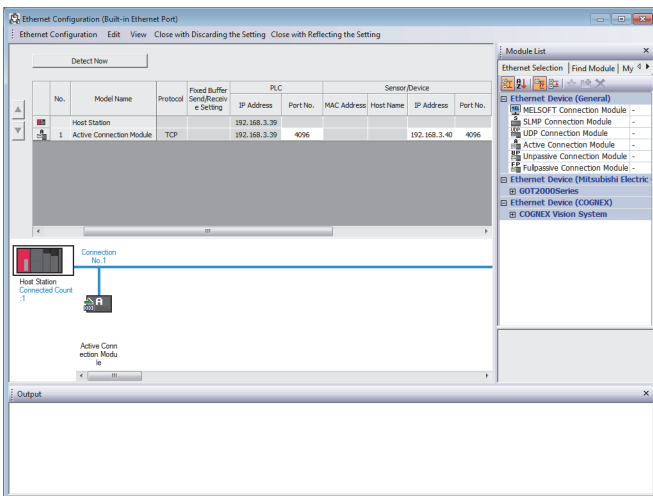 Ethernet Configuration (Built-in Ethernet Port)
Ethernet Configuration Edit View Close with Discarding the Setting Close with Reflecting the Setting
Detect Now
No. Model Name Protocol Fixed Buffer Send/Receiv e Setting PLC Sensor/Device
IP Address Port No. MAC Address Host Name IP Address Port No.
Host Station 192.168.3.39
1 Active Connection Module TCP 192.168.3.39 4096 192.168.3.40 4096
Connection
No.1
Host Station
Connected Count
:1
A
Active Conn
ection Modu
le
Module List
Ethernet Selection Find Module My
Ethernet Device (General)
MELSOFT Connection Module -
SLMP Connection Module -
UDP Connection Module -
Active Connection Module -
Unpassive Connection Module -
Fullpassive Connection Module -
Ethernet Device (Mitsubishi Electric
GOT2000Series
Ethernet Device (COGNEX)
COGNEX Vision System
Output